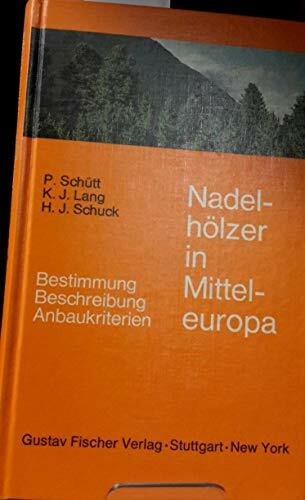 P. Schütt
K. J. Lang
H. J. Schuck
Nadel-
hölzer
in
Mittel-
europa
Bestimmung
Beschreibung
Anbaukriterien
Gustav Fischer Verlag · Stuttgart · New York